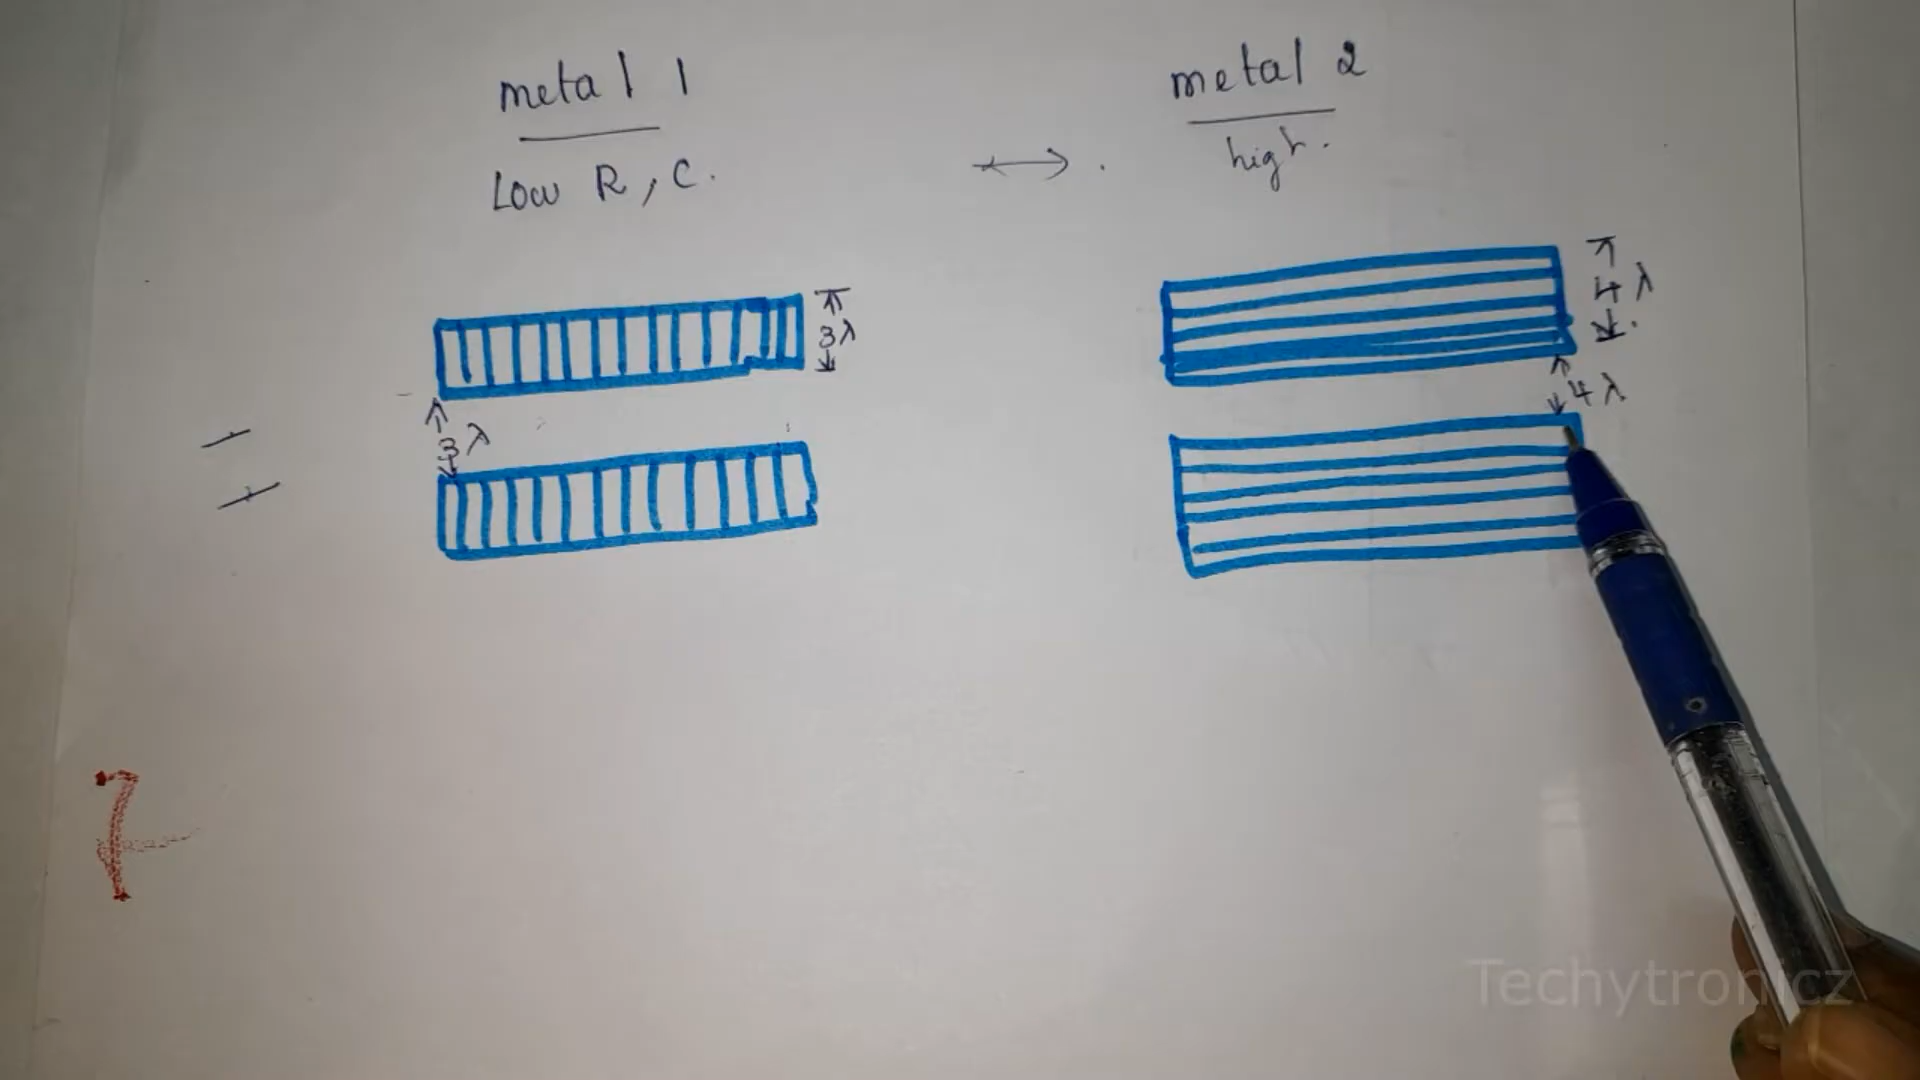 metal 1
Low R, C.
3λ
3λ
metal 2
high.
4λ
4λ
Techytronicz